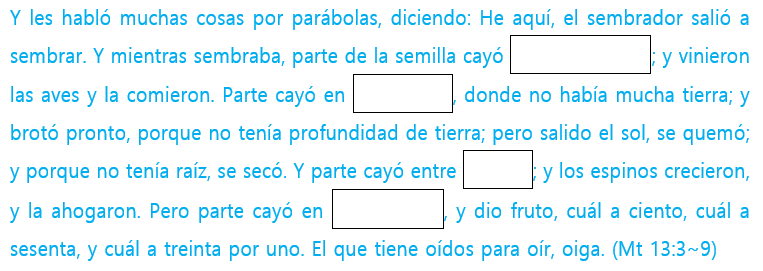 Y les habló muchas cosas por parábolas, diciendo: He aquí, el sembrador salió a
sembrar. Y mientras sembraba, parte de la semilla cayó ; y vinieron
las aves y la comieron. Parte cayó en , donde no había mucha tierra; y
brotó pronto, porque no tenía profundidad de tierra; pero salido el sol, se quemó;
y porque no tenía raíz, se secó. Y parte cayó entre ; y los espinos crecieron,
y la ahogaron. Pero parte cayó en , y dio fruto, cuál a ciento, cuál a
sesenta, y cuál a treinta por uno. El que tiene oídos para oír, oiga. (Mt 13:3~9)